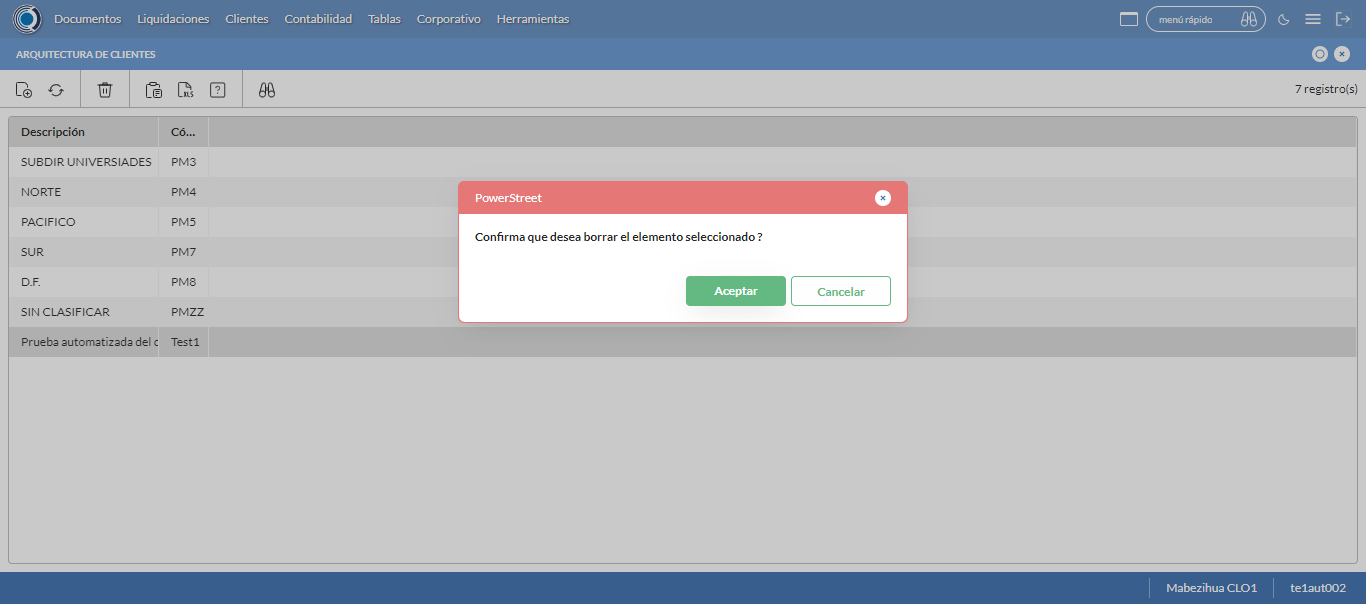 Documentos Liquidaciones Clientes Contabilidad Tablas Corporativo Herramientas menú rápido
ARQUITECTURA DE CLIENTES
XLS ? 7 registro(s)
Descripción Có...
SUBDIR UNIVERSIADES PM3
NORTE PM4
PACIFICO PM5
SUR PM7
D.F. PM8
SIN CLASIFICAR PMZZ
Prueba automatizada del Test1
PowerStreet
Confirma que desea borrar el elemento seleccionado ?
Aceptar Cancelar
Mabezihua CLO1 te1aut002